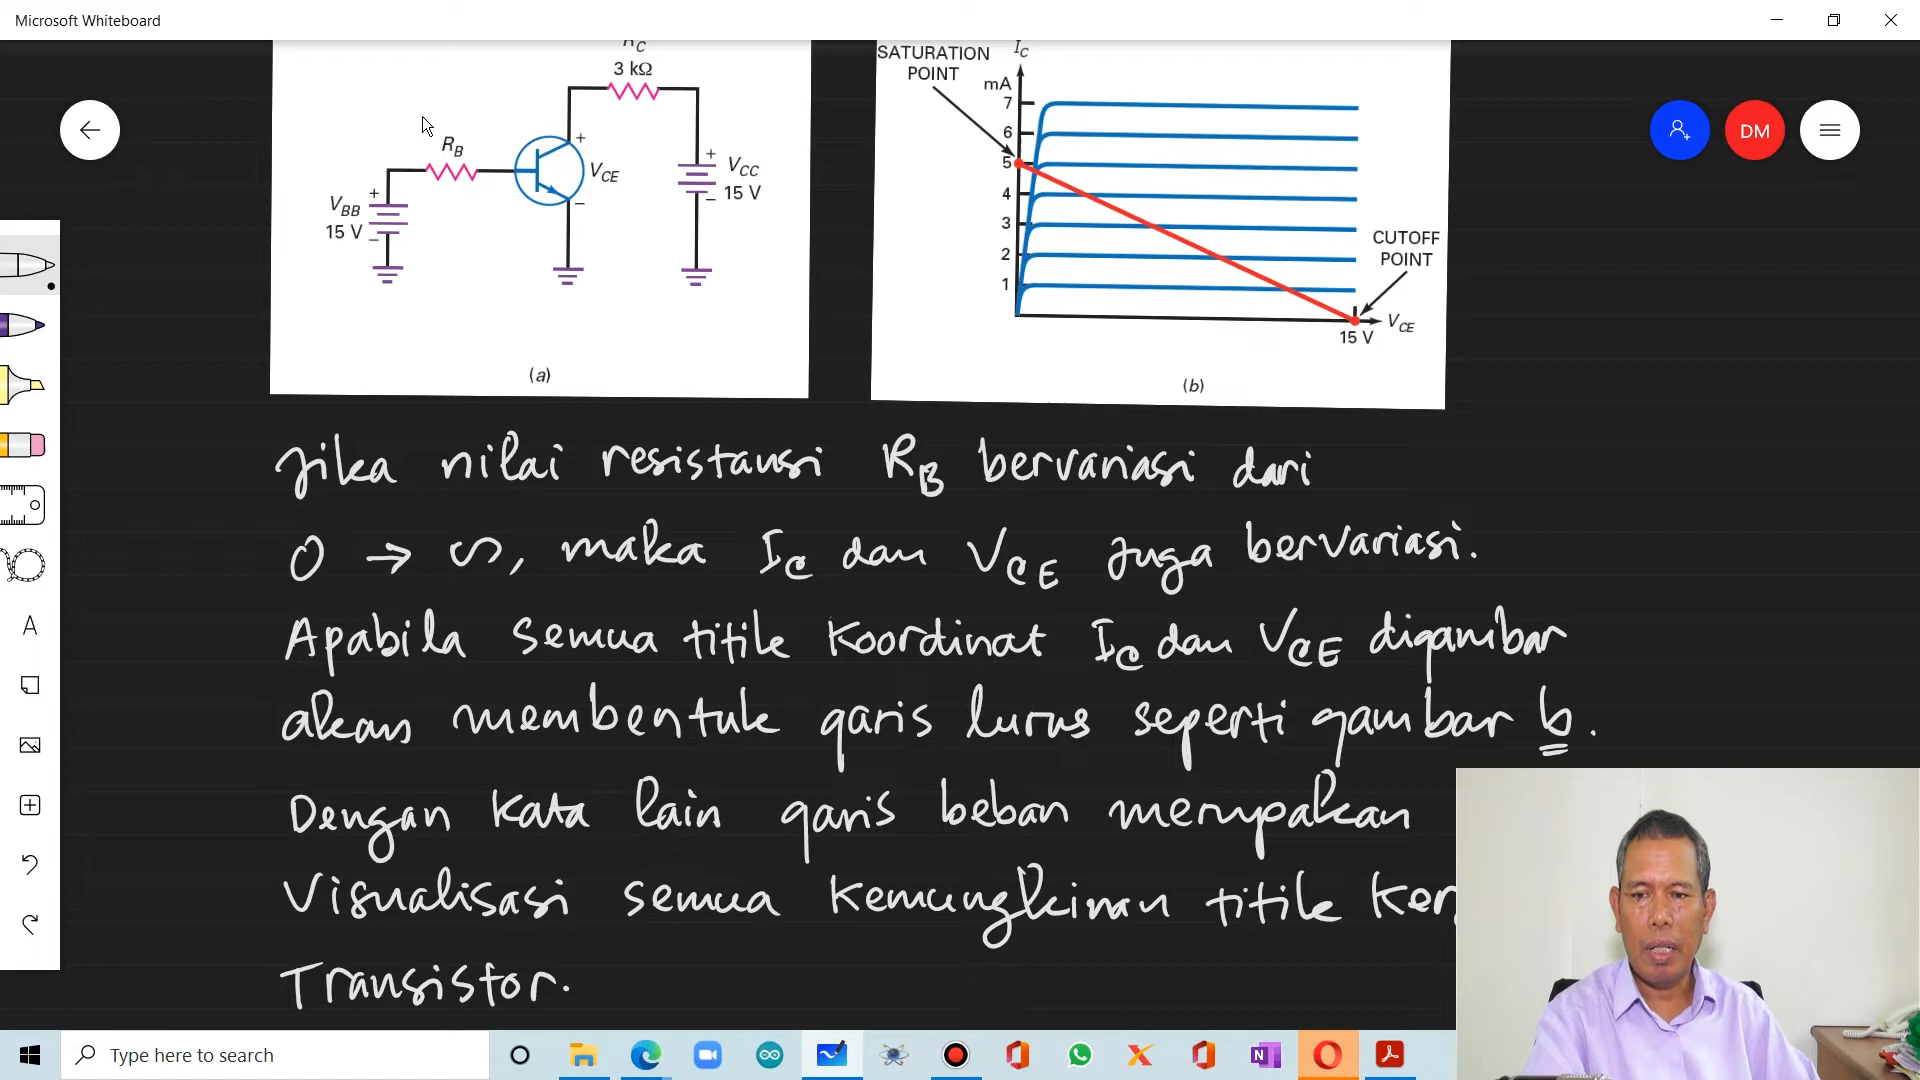 Microsoft Whiteboard
RC
3 kΩ
RB
VCE
+
−
VBB
15 V
+
−
VCC
15 V
+
−
(a)
SATURATION
POINT
IC
mA
7
6
5
4
3
2
1
CUTOFF
POINT
VCE
15 V
(b)
DM
A
Jika nilai resistansi RB bervariasi dari
0 → ∞, maka IC dan VCE Juga bervariasi.
Apabila semua titik koordinat IC dan VCE digambar
akan membentuk garis lurus seperti gambar b.
Dengan kata lain garis beban merupakan
Visualisasi semua kemungkinan titik
Transistor.
Type here to search
N